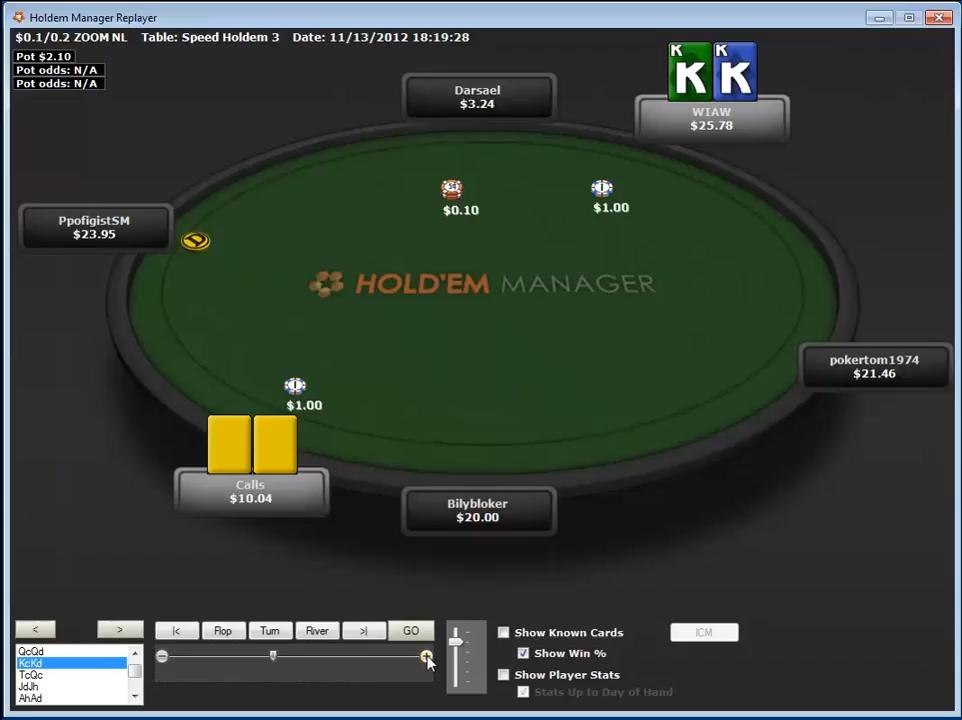 Holdem Manager Replayer
$0.1/0.2 ZOOM NL Table: Speed Holdem 3 Date: 11/13/2012 18:19:28
Pot $2.10
Pot odds: N/A
Pot odds: N/A
K K
K K
Darsael
$3.24
WIAW
$25.78
PpofigistSM
$23.95
D
$0.10
$1.00
HOLD'EM MANAGER
pokertom1974
$21.46
$1.00
Calls
$10.04
Bilybloker
$20.00
< >
|< Flop Turn River >| GO
QcQd
KcKd
TcQc
JdJh
AhAd
Show Known Cards
ICM
Show Win %
Show Player Stats
Stats Up to Day of Hand